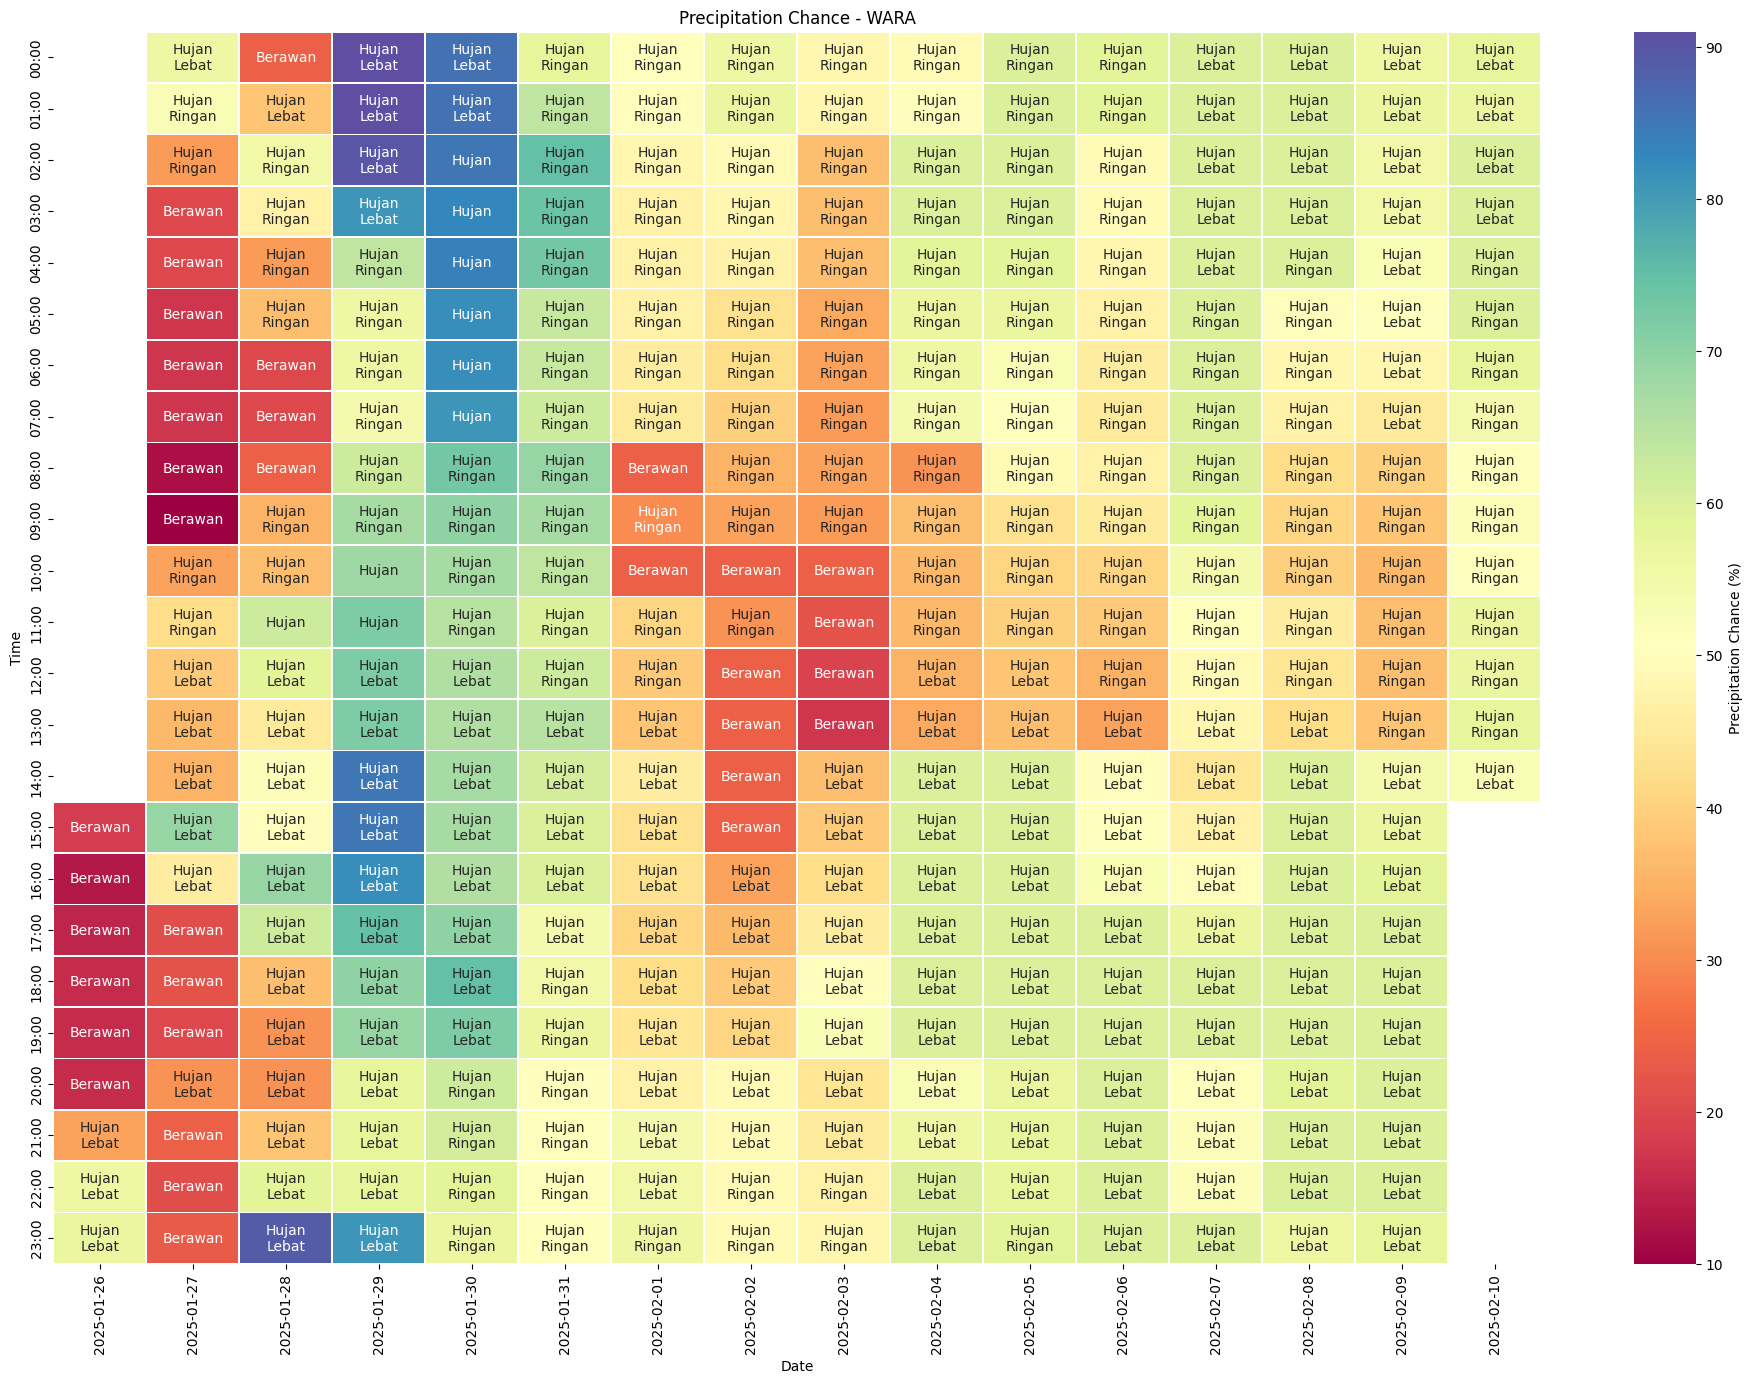 Precipitation Chance - WARA
00:00 Hujan Lebat Berawan Hujan Lebat Hujan Lebat Hujan Ringan Hujan Ringan Hujan Ringan Hujan Ringan Hujan Ringan Hujan Ringan Hujan Ringan Hujan Lebat Hujan Lebat Hujan Lebat Hujan Lebat
01:00 Hujan Ringan Hujan Lebat Hujan Lebat Hujan Lebat Hujan Ringan Hujan Ringan Hujan Ringan Hujan Ringan Hujan Ringan Hujan Ringan Hujan Ringan Hujan Lebat Hujan Lebat Hujan Lebat Hujan Lebat
02:00 Hujan Ringan Hujan Ringan Hujan Lebat Hujan Hujan Ringan Hujan Ringan Hujan Ringan Hujan Ringan Hujan Ringan Hujan Ringan Hujan Ringan Hujan Lebat Hujan Lebat Hujan Lebat Hujan Lebat
03:00 Berawan Hujan Ringan Hujan Lebat Hujan Hujan Ringan Hujan Ringan Hujan Ringan Hujan Ringan Hujan Ringan Hujan Ringan Hujan Ringan Hujan Lebat Hujan Lebat Hujan Lebat Hujan Lebat
04:00 Berawan Hujan Ringan Hujan Ringan Hujan Hujan Ringan Hujan Ringan Hujan Ringan Hujan Ringan Hujan Ringan Hujan Ringan Hujan Ringan Hujan Lebat Hujan Ringan Hujan Lebat Hujan Ringan
05:00 Berawan Hujan Ringan Hujan Ringan Hujan Hujan Ringan Hujan Ringan Hujan Ringan Hujan Ringan Hujan Ringan Hujan Ringan Hujan Ringan Hujan Ringan Hujan Ringan Hujan Lebat Hujan Ringan
06:00 Berawan Berawan Hujan Ringan Hujan Hujan Ringan Hujan Ringan Hujan Ringan Hujan Ringan Hujan Ringan Hujan Ringan Hujan Ringan Hujan Ringan Hujan Ringan Hujan Lebat Hujan Ringan
07:00 Berawan Berawan Hujan Ringan Hujan Hujan Ringan Hujan Ringan Hujan Ringan Hujan Ringan Hujan Ringan Hujan Ringan Hujan Ringan Hujan Ringan Hujan Ringan Hujan Lebat Hujan Ringan
08:00 Berawan Berawan Hujan Ringan Hujan Ringan Hujan Ringan Berawan Hujan Ringan Hujan Ringan Hujan Ringan Hujan Ringan Hujan Ringan Hujan Ringan Hujan Ringan Hujan Ringan Hujan Ringan
09:00 Berawan Hujan Ringan Hujan Ringan Hujan Ringan Hujan Ringan Hujan Ringan Hujan Ringan Hujan Ringan Hujan Ringan Hujan Ringan Hujan Ringan Hujan Ringan Hujan Ringan Hujan Ringan Hujan Ringan
10:00 Hujan Ringan Hujan Ringan Hujan Hujan Ringan Hujan Ringan Berawan Berawan Berawan Hujan Ringan Hujan Ringan Hujan Ringan Hujan Ringan Hujan Ringan Hujan Ringan Hujan Ringan
11:00 Hujan Ringan Hujan Hujan Hujan Ringan Hujan Ringan Hujan Ringan Hujan Ringan Berawan Hujan Ringan Hujan Ringan Hujan Ringan Hujan Ringan Hujan Ringan Hujan Ringan Hujan Ringan
12:00 Hujan Lebat Hujan Lebat Hujan Lebat Hujan Lebat Hujan Ringan Hujan Ringan Berawan Berawan Hujan Lebat Hujan Lebat Hujan Ringan Hujan Ringan Hujan Ringan Hujan Ringan Hujan Ringan
13:00 Hujan Lebat Hujan Lebat Hujan Lebat Hujan Lebat Hujan Lebat Hujan Lebat Berawan Berawan Hujan Lebat Hujan Lebat Hujan Lebat Hujan Lebat Hujan Lebat Hujan Ringan Hujan Ringan
14:00 Hujan Lebat Hujan Lebat Hujan Lebat Hujan Lebat Hujan Lebat Hujan Lebat Berawan Hujan Lebat Hujan Lebat Hujan Lebat Hujan Lebat Hujan Lebat Hujan Lebat Hujan Lebat Hujan Lebat
15:00 Berawan Hujan Lebat Hujan Lebat Hujan Lebat Hujan Lebat Hujan Lebat Hujan Lebat Berawan Hujan Lebat Hujan Lebat Hujan Lebat Hujan Lebat Hujan Lebat Hujan Lebat Hujan Lebat
16:00 Berawan Hujan Lebat Hujan Lebat Hujan Lebat Hujan Lebat Hujan Lebat Hujan Lebat Hujan Lebat Hujan Lebat Hujan Lebat Hujan Lebat Hujan Lebat Hujan Lebat Hujan Lebat Hujan Lebat
17:00 Berawan Berawan Hujan Lebat Hujan Lebat Hujan Lebat Hujan Lebat Hujan Lebat Hujan Lebat Hujan Lebat Hujan Lebat Hujan Lebat Hujan Lebat Hujan Lebat Hujan Lebat Hujan Lebat
18:00 Berawan Berawan Hujan Lebat Hujan Lebat Hujan Lebat Hujan Ringan Hujan Lebat Hujan Lebat Hujan Lebat Hujan Lebat Hujan Lebat Hujan Lebat Hujan Lebat Hujan Lebat Hujan Lebat
19:00 Berawan Berawan Hujan Lebat Hujan Lebat Hujan Lebat Hujan Ringan Hujan Lebat Hujan Lebat Hujan Lebat Hujan Lebat Hujan Lebat Hujan Lebat Hujan Lebat Hujan Lebat Hujan Lebat
20:00 Berawan Hujan Lebat Hujan Lebat Hujan Lebat Hujan Ringan Hujan Ringan Hujan Lebat Hujan Lebat Hujan Lebat Hujan Lebat Hujan Lebat Hujan Lebat Hujan Lebat Hujan Lebat Hujan Lebat
21:00 Hujan Lebat Berawan Hujan Lebat Hujan Lebat Hujan Ringan Hujan Ringan Hujan Lebat Hujan Lebat Hujan Lebat Hujan Lebat Hujan Lebat Hujan Lebat Hujan Lebat Hujan Lebat Hujan Lebat
22:00 Hujan Lebat Berawan Hujan Lebat Hujan Lebat Hujan Ringan Hujan Ringan Hujan Lebat Hujan Ringan Hujan Ringan Hujan Lebat Hujan Lebat Hujan Lebat Hujan Lebat Hujan Lebat Hujan Lebat
23:00 Hujan Lebat Berawan Hujan Lebat Hujan Lebat Hujan Ringan Hujan Ringan Hujan Ringan Hujan Ringan Hujan Ringan Hujan Lebat Hujan Ringan Hujan Lebat Hujan Lebat Hujan Lebat Hujan Lebat
Time
2025-01-26 2025-01-27 2025-01-28 2025-01-29 2025-01-30 2025-01-31 2025-02-01 2025-02-02 2025-02-03 2025-02-04 2025-02-05 2025-02-06 2025-02-07 2025-02-08 2025-02-09 2025-02-10
Date
90
80
70
60
50
40
30
20
10
Precipitation Chance (%)